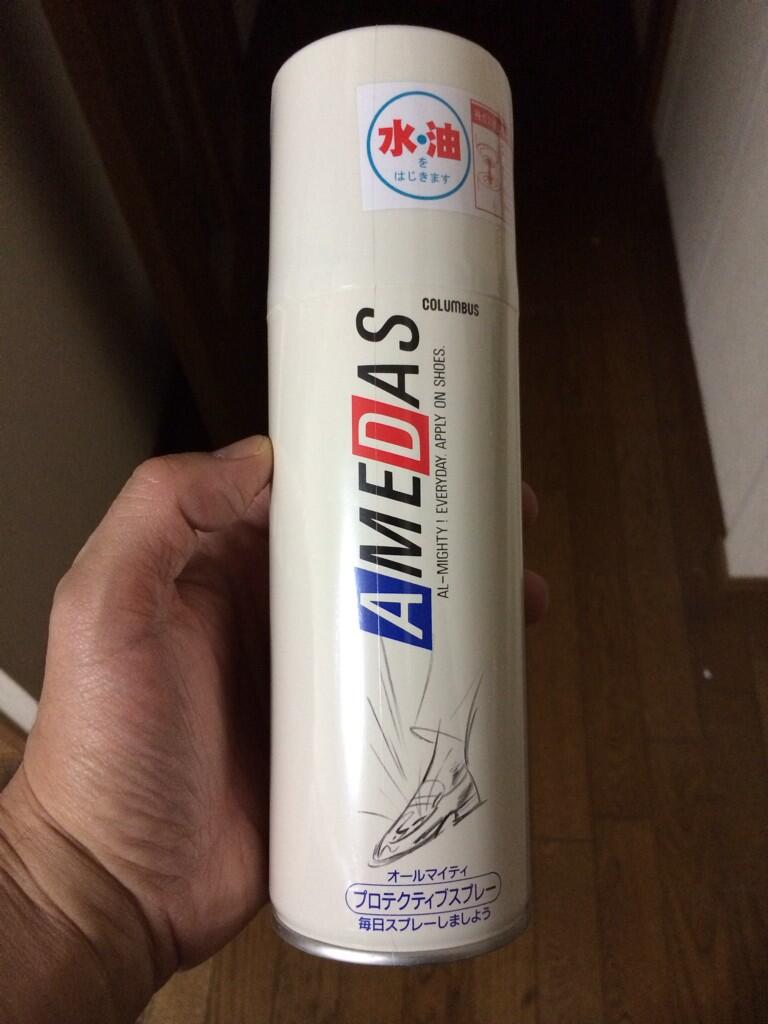 水・油
を
はじきます
COLUMBUS
AMEDAS
AL-MIGHTY! EVERYDAY. APPLY ON SHOES.
オールマイティ
プロテクティブスプレー
毎日スプレーしましょう